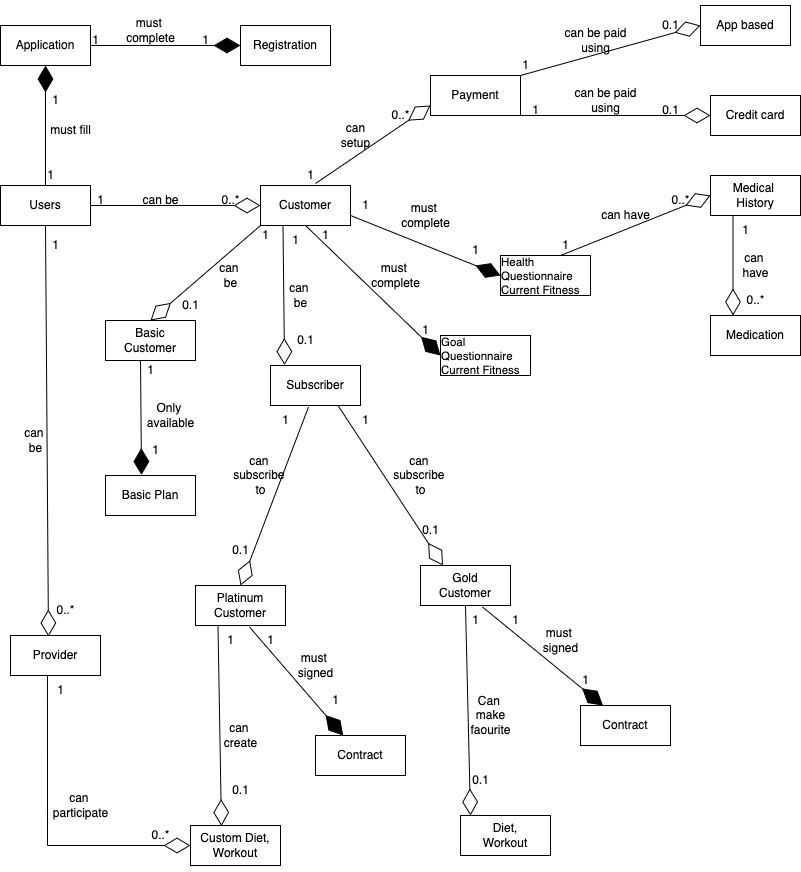 must
complete
Application
1
1
Registration
1
must fill
1
Users
1
can be
0..*
Customer
1
can
setup
0..*
Payment
1
can be paid
using
0.1
App based
1
can be paid
using
0.1
Credit card
1
must
complete
1
Health
Questionnaire
Current Fitness
1
can have
0..*
Medical
History
1
can
have
0..*
Medication
1
can
be
0.1
Basic
Customer
1
Only
available
1
Basic Plan
1
can
be
0.1
Subscriber
1
must
complete
1
Goal
Questionnaire
Current Fitness
1
can
be
0..*
Provider
1
can
participate
0..*
1
can
subscribe
to
0.1
Platinum
Customer
1
can
create
0.1
Custom Diet,
Workout
1
must
signed
1
Contract
1
can
subscribe
to
0.1
Gold
Customer
1
Can
make
faourite
0.1
Diet,
Workout
1
must
signed
1
Contract